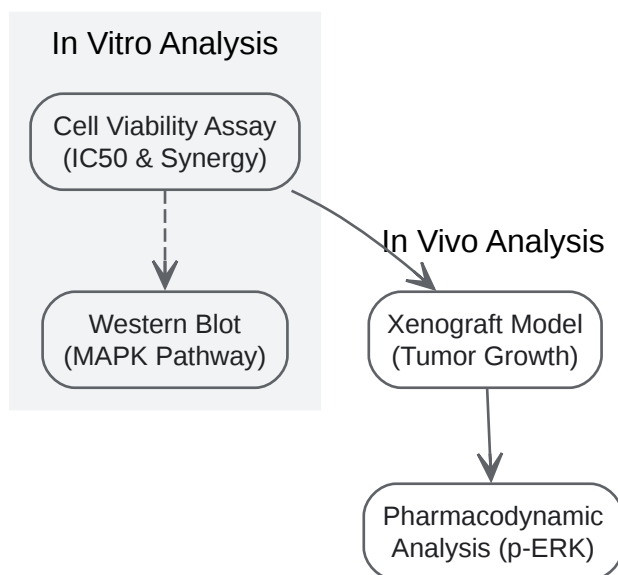 In Vitro Analysis
Cell Viability Assay
(IC50 & Synergy)
Western Blot
(MAPK Pathway)
In Vivo Analysis
Xenograft Model
(Tumor Growth)
Pharmacodynamic
Analysis (p-ERK)